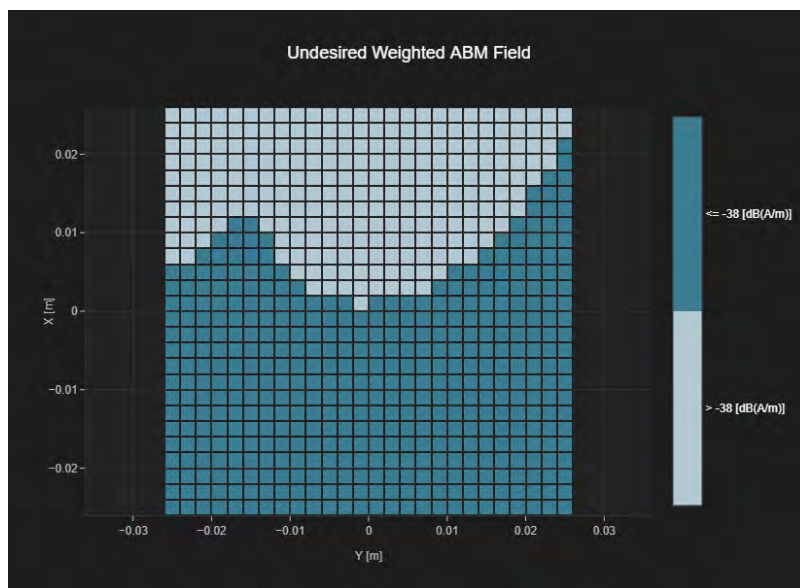 Undesired Weighted ABM Field
0.02
0.01
0
−0.01
−0.02
X [m]
−0.03
−0.02
−0.01
0
0.01
0.02
0.03
Y [m]
<= -38 [dB(A/m)]
> -38 [dB(A/m)]